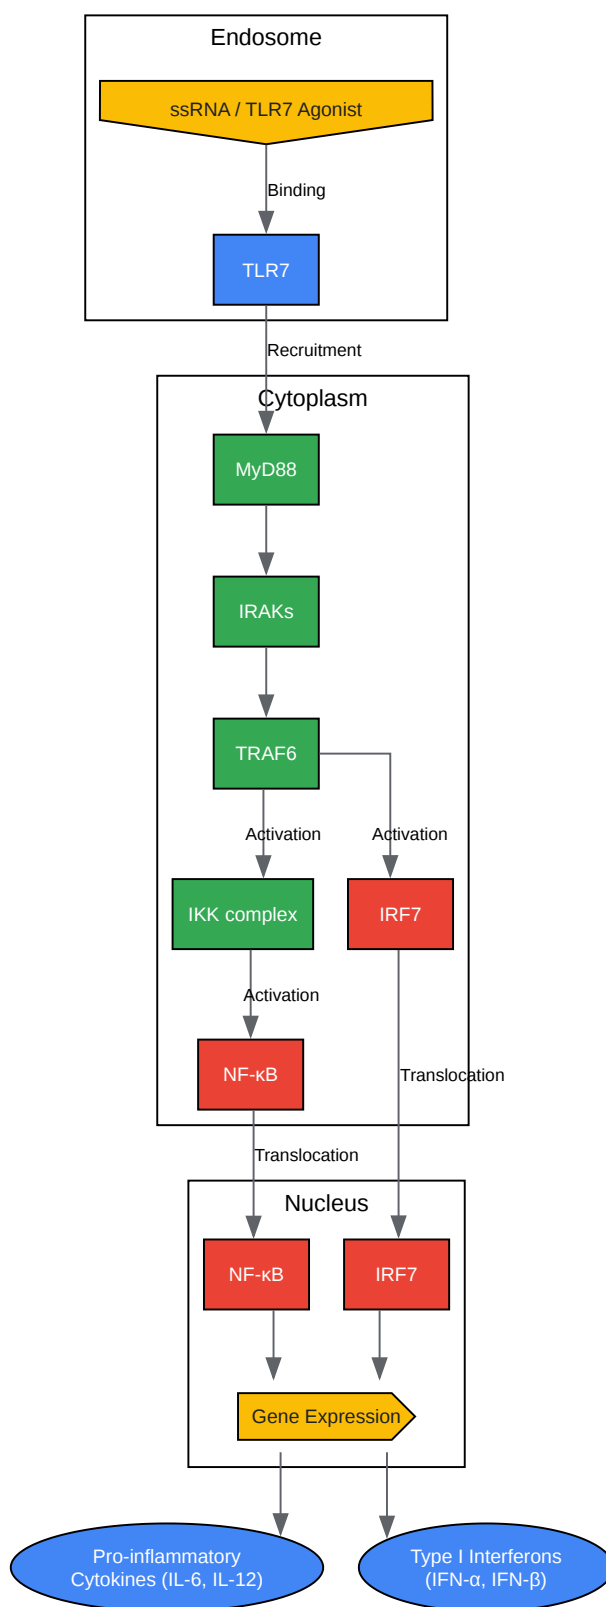 Endosome
ssRNA / TLR7 Agonist
Binding
TLR7
Recruitment
Cytoplasm
MyD88
IRAKs
TRAF6
Activation
Activation
IKK complex
IRF7
Activation
NF-κB
Translocation
Translocation
Nucleus
NF-κB
IRF7
Gene Expression
Pro-inflammatory
Cytokines (IL-6, IL-12)
Type I Interferons
(IFN-α, IFN-β)